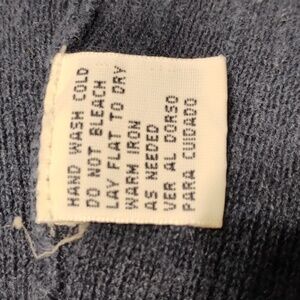 HAND WASH COLD
DO NOT BLEACH
LAY FLAT TO DRY
WARM IRON
AS NEEDED
VER AL DORSO
PARA CUIDADO